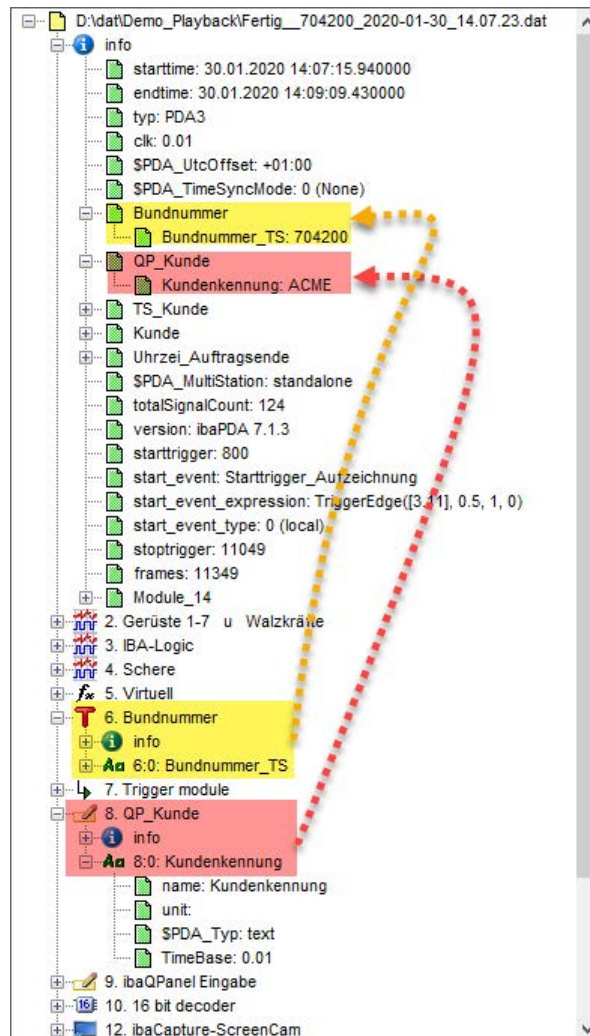 D:\dat\Demo_Playback\Fertig__704200_2020-01-30_14.07.23.dat
info
starttime: 30.01.2020 14:07:15.940000
endtime: 30.01.2020 14:09:09.430000
typ: PDA3
clk: 0.01
$PDA_UtcOffset: +01:00
$PDA_TimeSyncMode: 0 (None)
Bundnummer
Bundnummer_TS: 704200
QP_Kunde
Kundenkennung: ACME
TS_Kunde
Kunde
Uhrzei_Auftragsende
$PDA_MultiStation: standalone
totalSignalCount: 124
version: ibaPDA 7.1.3
starttrigger: 800
start_event: Starttrigger_Aufzeichnung
start_event_expression: TriggerEdge([3.11], 0.5, 1, 0)
start_event_type: 0 (local)
stoptrigger: 11049
frames: 11349
Module_14
2. Gerüste 1-7 u Walzkräfte
3. IBA-Logic
4. Schere
fx 5. Virtuell
6. Bundnummer
info
Aa 6:0: Bundnummer_TS
7. Trigger module
8. QP_Kunde
info
Aa 8:0: Kundenkennung
name: Kundenkennung
unit:
$PDA_Typ: text
TimeBase: 0.01
9. ibaQPanel Eingabe
16 10. 16 bit decoder
12. ibaCapture-ScreenCam